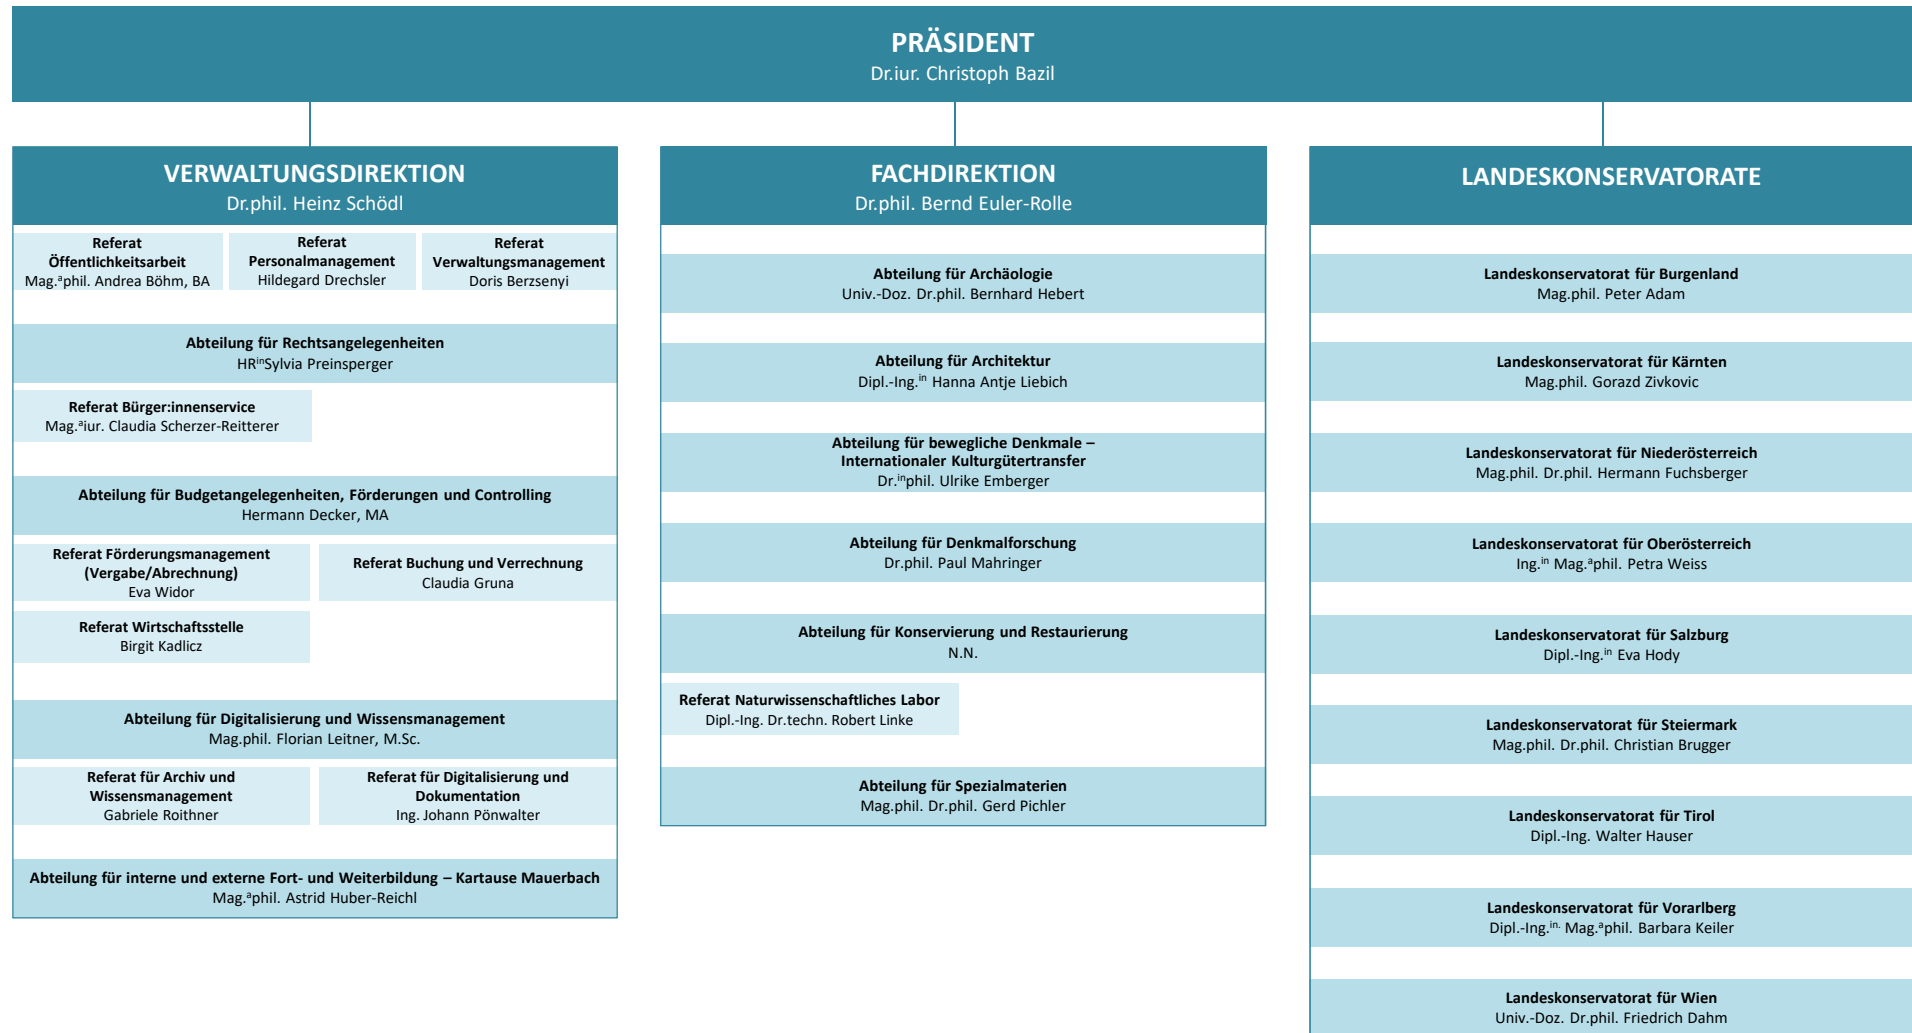 PRÄSIDENT
Dr.iur. Christoph Bazil
VERWALTUNGSDIREKTION
Dr.phil. Heinz Schödl
Referat
Öffentlichkeitsarbeit
Mag.ªphil. Andrea Böhm, BA
Referat
Personalmanagement
Hildegard Drechsler
Referat
Verwaltungsmanagement
Doris Berzsenyi
Abteilung für Rechtsangelegenheiten
HRⁱⁿSylvia Preinsperger
Referat Bürger:innenservice
Mag.ªiur. Claudia Scherzer-Reitterer
Abteilung für Budgetangelegenheiten, Förderungen und Controlling
Hermann Decker, MA
Referat Förderungsmanagement
(Vergabe/Abrechnung)
Eva Widor
Referat Buchung und Verrechnung
Claudia Gruna
Referat Wirtschaftsstelle
Birgit Kadlicz
Abteilung für Digitalisierung und Wissensmanagement
Mag.phil. Florian Leitner, M.Sc.
Referat für Archiv und
Wissensmanagement
Gabriele Roithner
Referat für Digitalisierung und
Dokumentation
Ing. Johann Pönwalter
Abteilung für interne und externe Fort- und Weiterbildung – Kartause Mauerbach
Mag.ªphil. Astrid Huber-Reichl
FACHDIREKTION
Dr.phil. Bernd Euler-Rolle
Abteilung für Archäologie
Univ.-Doz. Dr.phil. Bernhard Hebert
Abteilung für Architektur
Dipl.-Ing.ⁱⁿ Hanna Antje Liebich
Abteilung für bewegliche Denkmale –
Internationaler Kulturgütertransfer
Dr.ⁱⁿphil. Ulrike Emberger
Abteilung für Denkmalforschung
Dr.phil. Paul Mahringer
Abteilung für Konservierung und Restaurierung
N.N.
Referat Naturwissenschaftliches Labor
Dipl.-Ing. Dr.techn. Robert Linke
Abteilung für Spezialmaterien
Mag.phil. Dr.phil. Gerd Pichler
LANDESKONSERVATORATE
Landeskonservatorat für Burgenland
Mag.phil. Peter Adam
Landeskonservatorat für Kärnten
Mag.phil. Gorazd Zivkovic
Landeskonservatorat für Niederösterreich
Mag.phil. Dr.phil. Hermann Fuchsberger
Landeskonservatorat für Oberösterreich
Ing.ⁱⁿ Mag.ªphil. Petra Weiss
Landeskonservatorat für Salzburg
Dipl.-Ing.ⁱⁿ Eva Hody
Landeskonservatorat für Steiermark
Mag.phil. Dr.phil. Christian Brugger
Landeskonservatorat für Tirol
Dipl.-Ing. Walter Hauser
Landeskonservatorat für Vorarlberg
Dipl.-Ing.ⁱⁿ· Mag.ªphil. Barbara Keiler
Landeskonservatorat für Wien
Univ.-Doz. Dr.phil. Friedrich Dahm